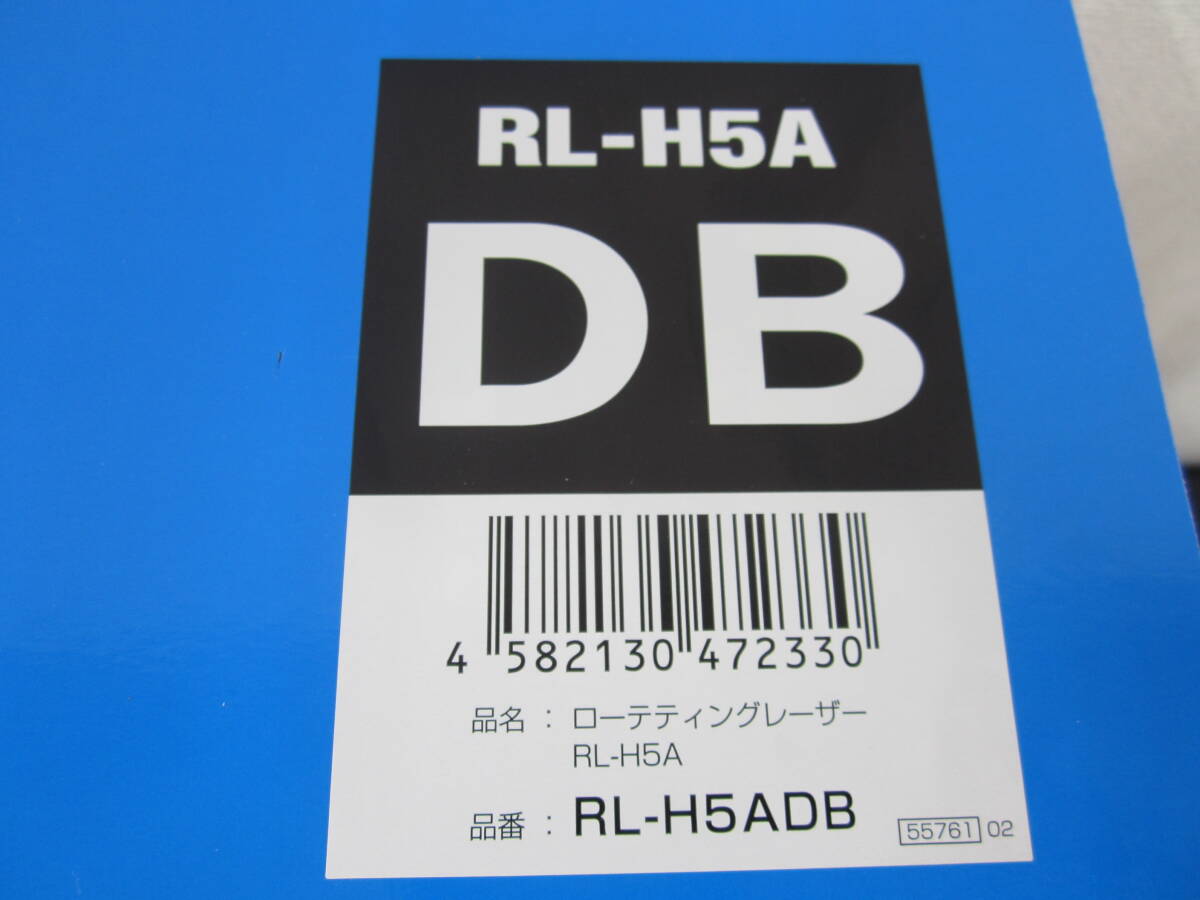 RL-H5A
DB
4 582130 472330
品名 : ローテティングレーザー
RL-H5A
品番 : RL-H5ADB
55761 02